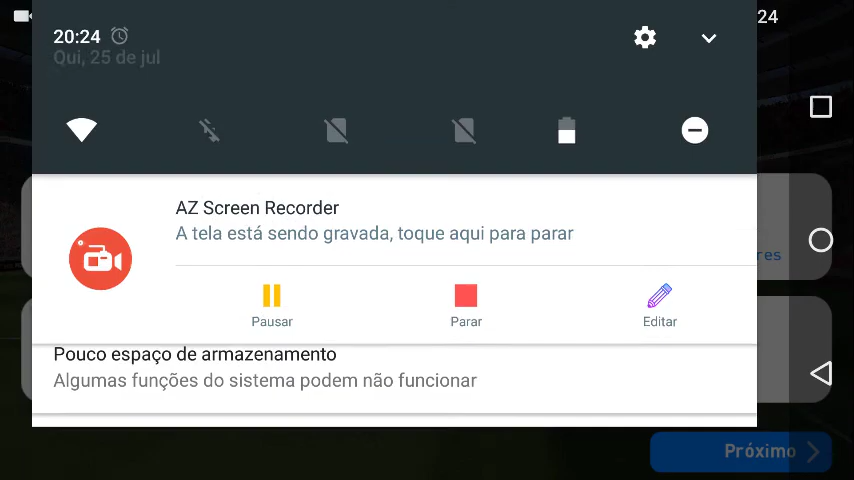 24
20:24
Qui, 25 de jul
AZ Screen Recorder
A tela está sendo gravada, toque aqui para parar
res
Pausar
Parar
Editar
Pouco espaço de armazenamento
Algumas funções do sistema podem não funcionar
Próximo